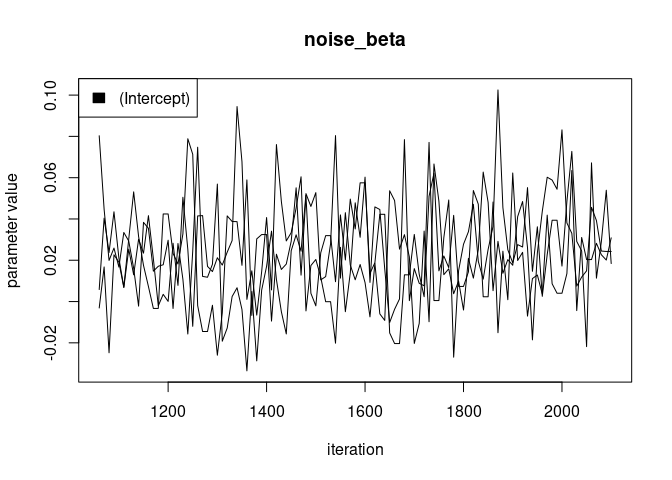 noise_beta
(Intercept)
parameter value
0.10
0.06
0.02
-0.02
1200 1400 1600 1800 2000
iteration